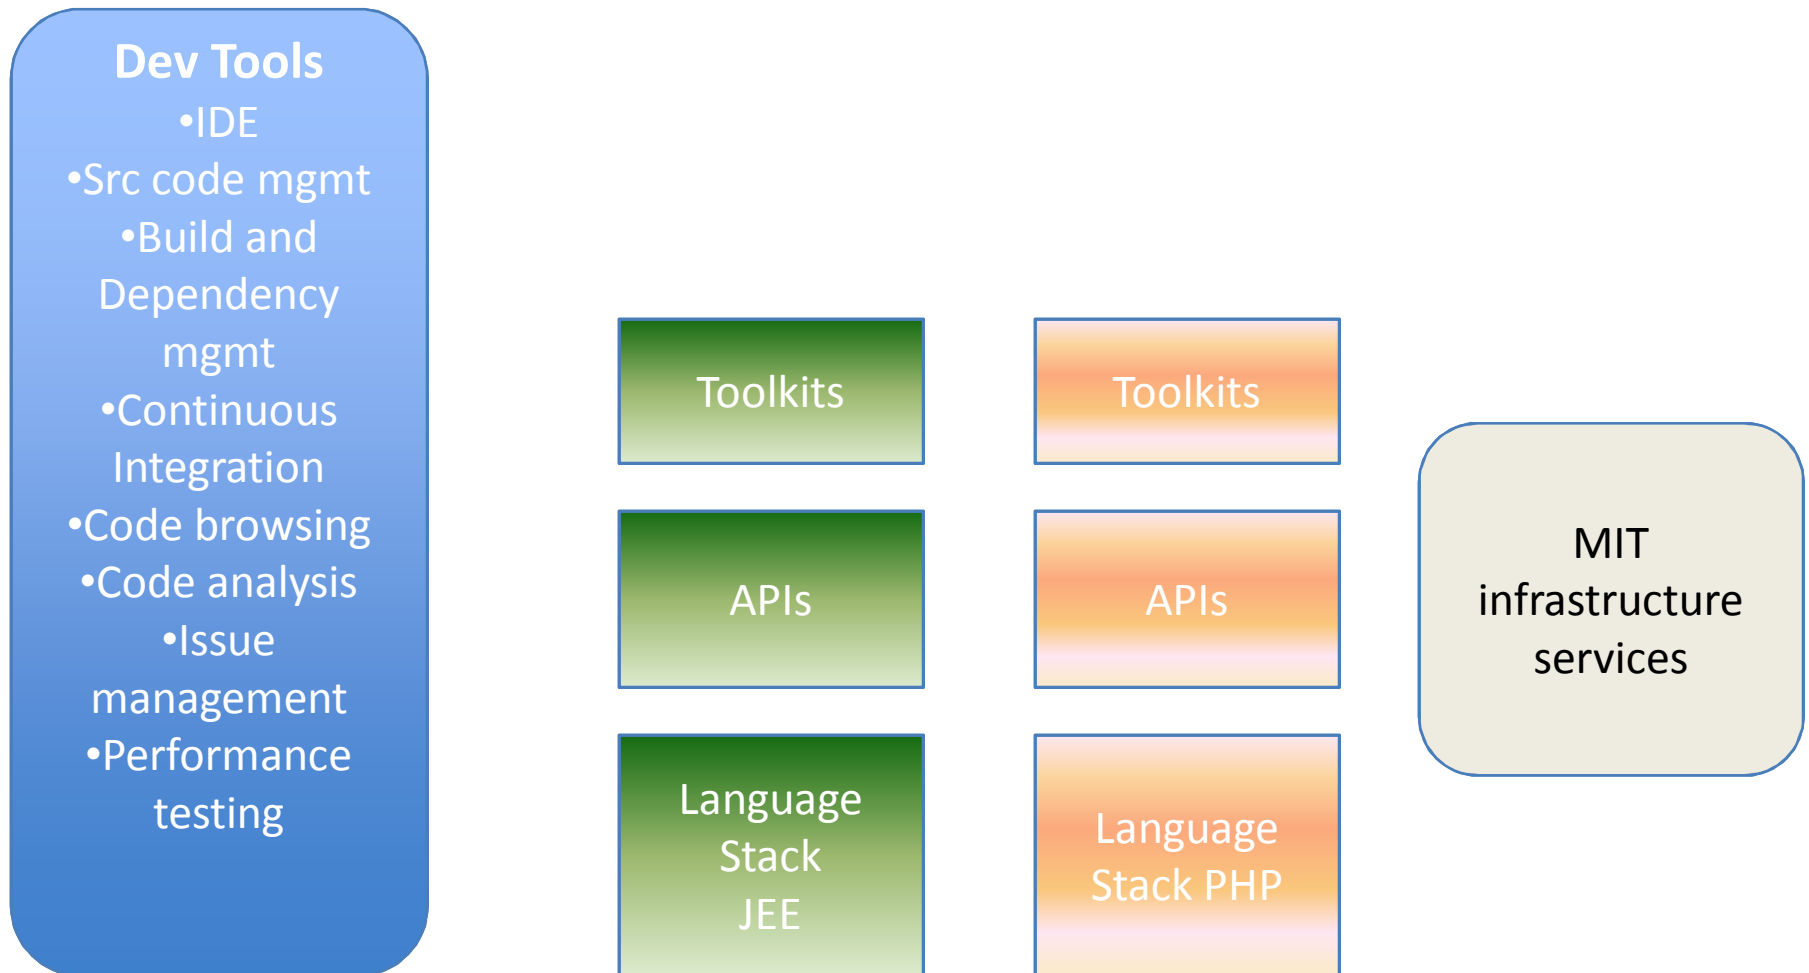 Dev Tools
•IDE
•Src code mgmt
•Build and
Dependency
mgmt
•Continuous
Integration
•Code browsing
•Code analysis
•Issue
management
•Performance
testing
Toolkits
APIs
Language
Stack
JEE
Toolkits
APIs
Language
Stack PHP
MIT
infrastructure
services